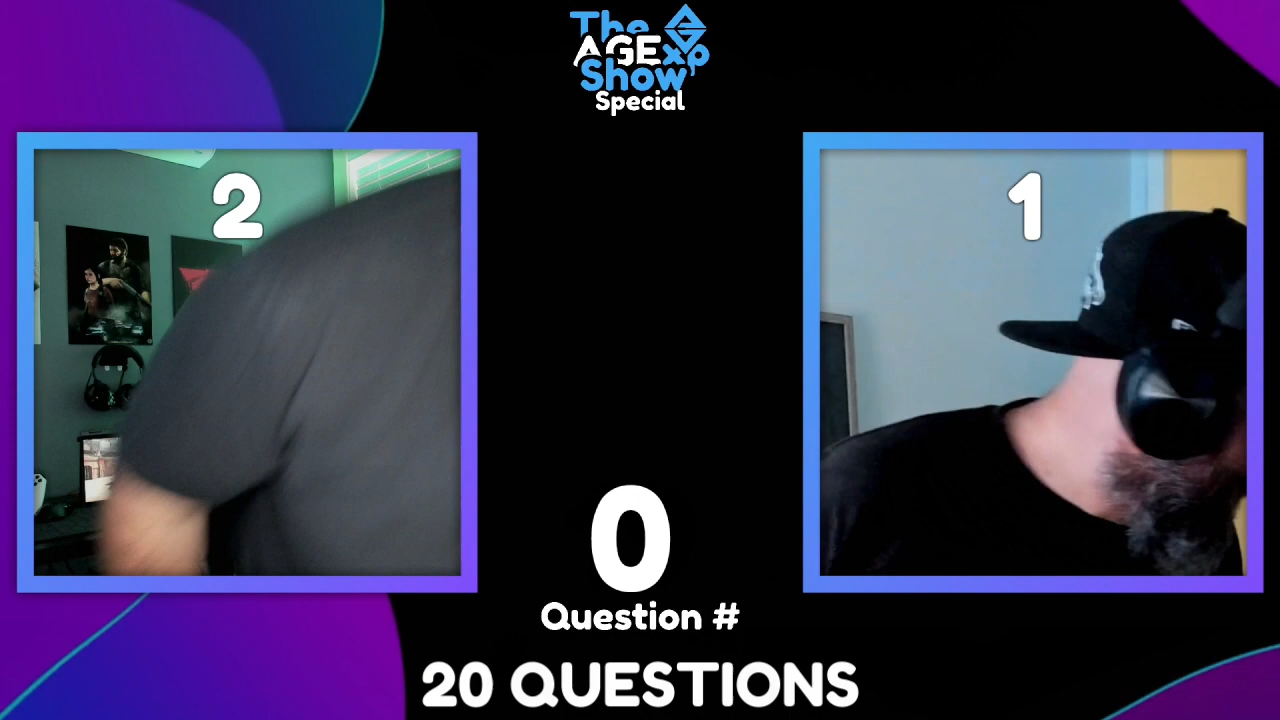 The
AGE xp
Show
Special
2
1
0
Question #
20 QUESTIONS